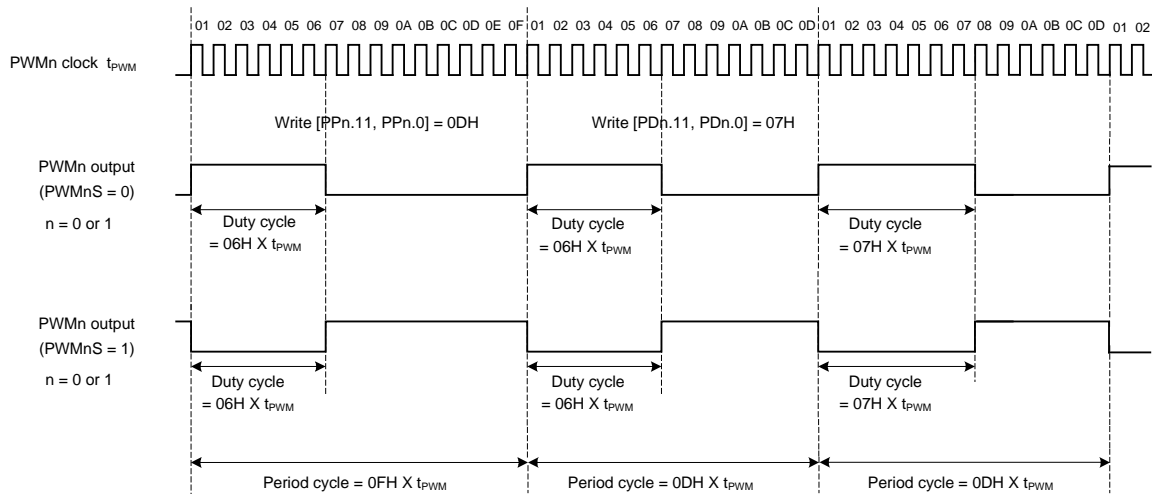 01 02 03 04 05 06 07 08 09 0A 0B 0C 0D 0E 0F 01 02 03 04 05 06 07 08 09 0A 0B 0C 0D 01 02 03 04 05 06 07 08 09 0A 0B 0C 0D 01 02
PWMn clock tPWM
Write [PPn.11, PPn.0] = 0DH
Write [PDn.11, PDn.0] = 07H
PWMn output
(PWMnS = 0)
n = 0 or 1
Duty cycle
= 06H X tPWM
Duty cycle
= 06H X tPWM
Duty cycle
= 07H X tPWM
PWMn output
(PWMnS = 1)
n = 0 or 1
Duty cycle
= 06H X tPWM
Duty cycle
= 06H X tPWM
Duty cycle
= 07H X tPWM
Period cycle = 0FH X tPWM
Period cycle = 0DH X tPWM
Period cycle = 0DH X tPWM